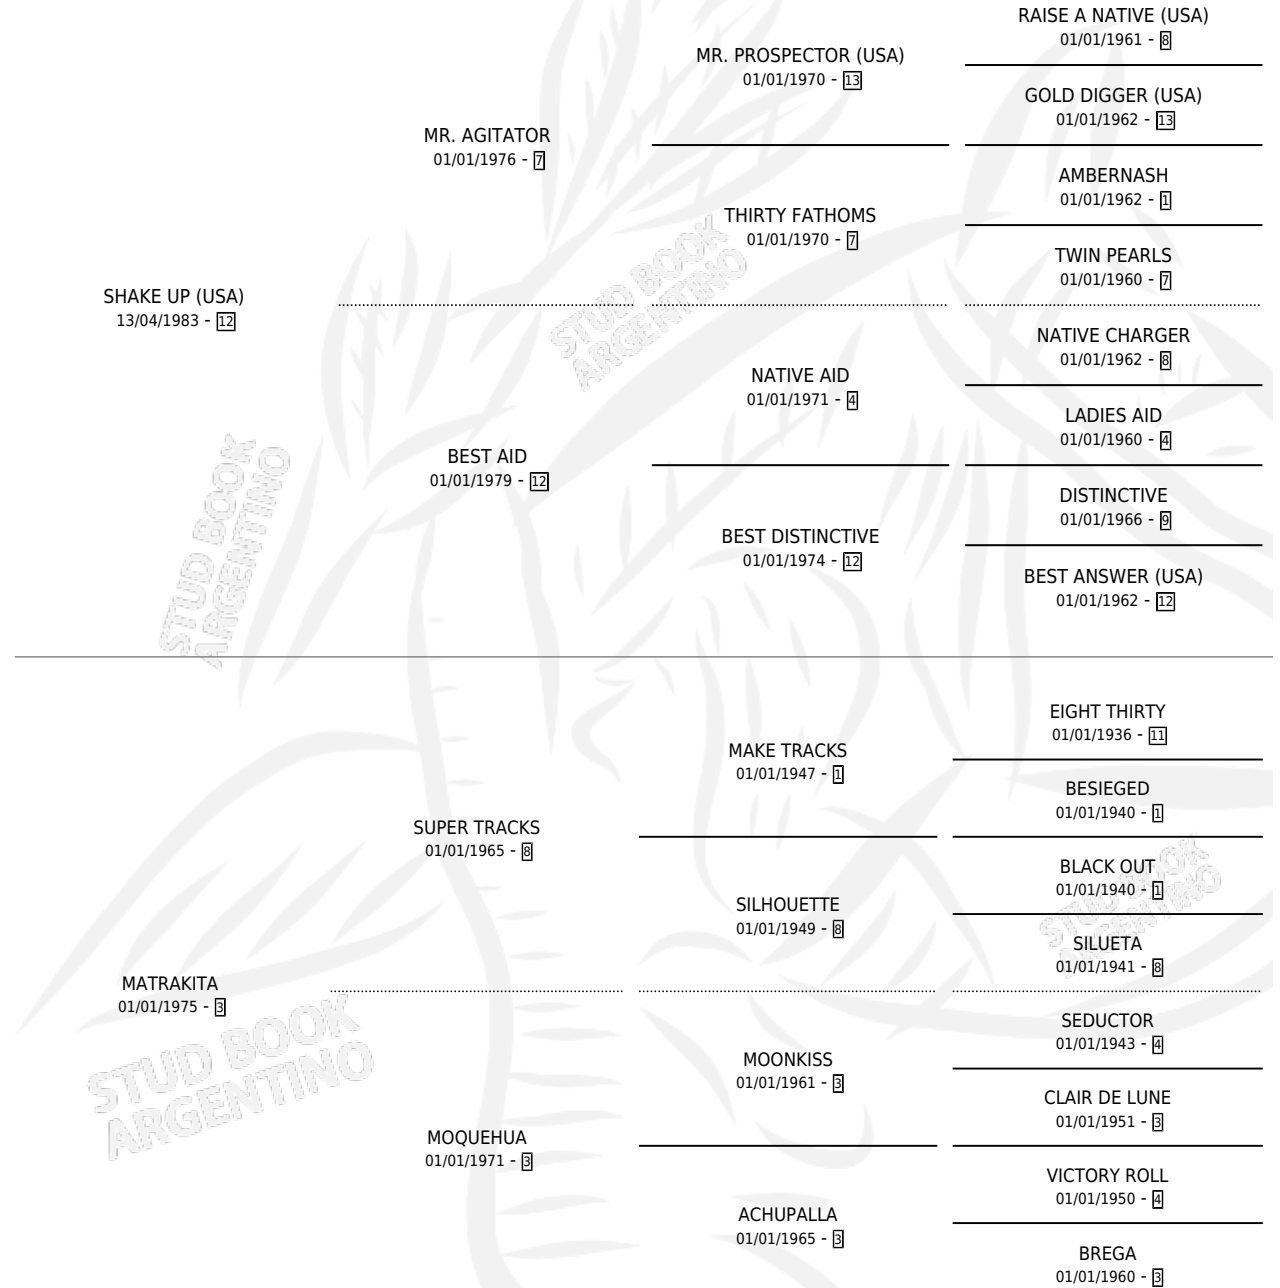 RAISE A NATIVE (USA)
01/01/1961 - 8
MR. PROSPECTOR (USA)
01/01/1970 - 13
GOLD DIGGER (USA)
01/01/1962 - 13
MR. AGITATOR
01/01/1976 - 7
AMBERNASH
01/01/1962 - 1
THIRTY FATHOMS
01/01/1970 - 7
TWIN PEARLS
01/01/1960 - 7
SHAKE UP (USA)
13/04/1983 - 12
STUD BOOK
ARGENTINO
NATIVE CHARGER
01/01/1962 - 8
NATIVE AID
01/01/1971 - 4
LADIES AID
01/01/1960 - 4
BEST AID
01/01/1979 - 12
DISTINCTIVE
01/01/1966 - 9
BEST DISTINCTIVE
01/01/1974 - 12
BEST ANSWER (USA)
01/01/1962 - 12
STUD BOOK
ARGENTINO
EIGHT THIRTY
01/01/1936 - 11
MAKE TRACKS
01/01/1947 - 1
BESIEGED
01/01/1940 - 1
SUPER TRACKS
01/01/1965 - 8
BLACK OUT
01/01/1940 - 1
SILHOUETTE
01/01/1949 - 8
SILUETA
01/01/1941 - 8
STUD BOOK
ARGENTINO
MATRAKITA
01/01/1975 - 3
STUD BOOK
ARGENTINO
SEDUCTOR
01/01/1943 - 4
MOONKISS
01/01/1961 - 3
CLAIR DE LUNE
01/01/1951 - 3
MOQUEHUA
01/01/1971 - 3
VICTORY ROLL
01/01/1950 - 4
ACHUPALLA
01/01/1965 - 3
BREGA
01/01/1960 - 3